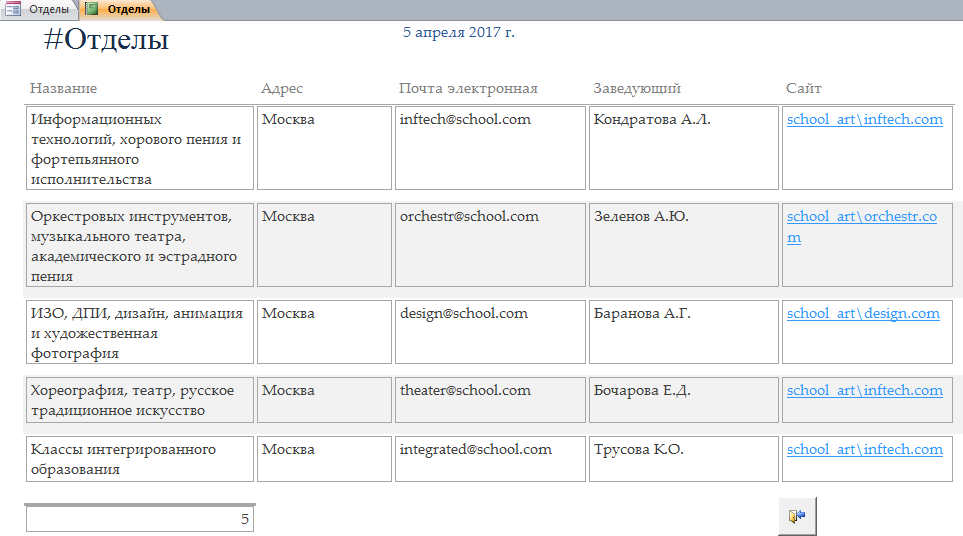 Отделы Отделы
#Отделы 5 апреля 2017 г.
Название Адрес Почта электронная Заведующий Сайт
Информационных Москва inftech@school.com Кондратова А.Л. school_art\inftech.com
технологий, хорового пения и
фортепьянного
исполнительства
Оркестровых инструментов, Москва orchestr@school.com Зеленов А.Ю. school_art\orchestr.co
музыкального театра, m
академического и эстрадного
пения
ИЗО, ДПИ, дизайн, анимация Москва design@school.com Баранова А.Г. school_art\design.com
и художественная
фотография
Хореография, театр, русское Москва theater@school.com Бочарова Е.Д. school_art\inftech.com
традиционное искусство
Классы интегрированного Москва integrated@school.com Трусова К.О. school_art\inftech.com
образования
5